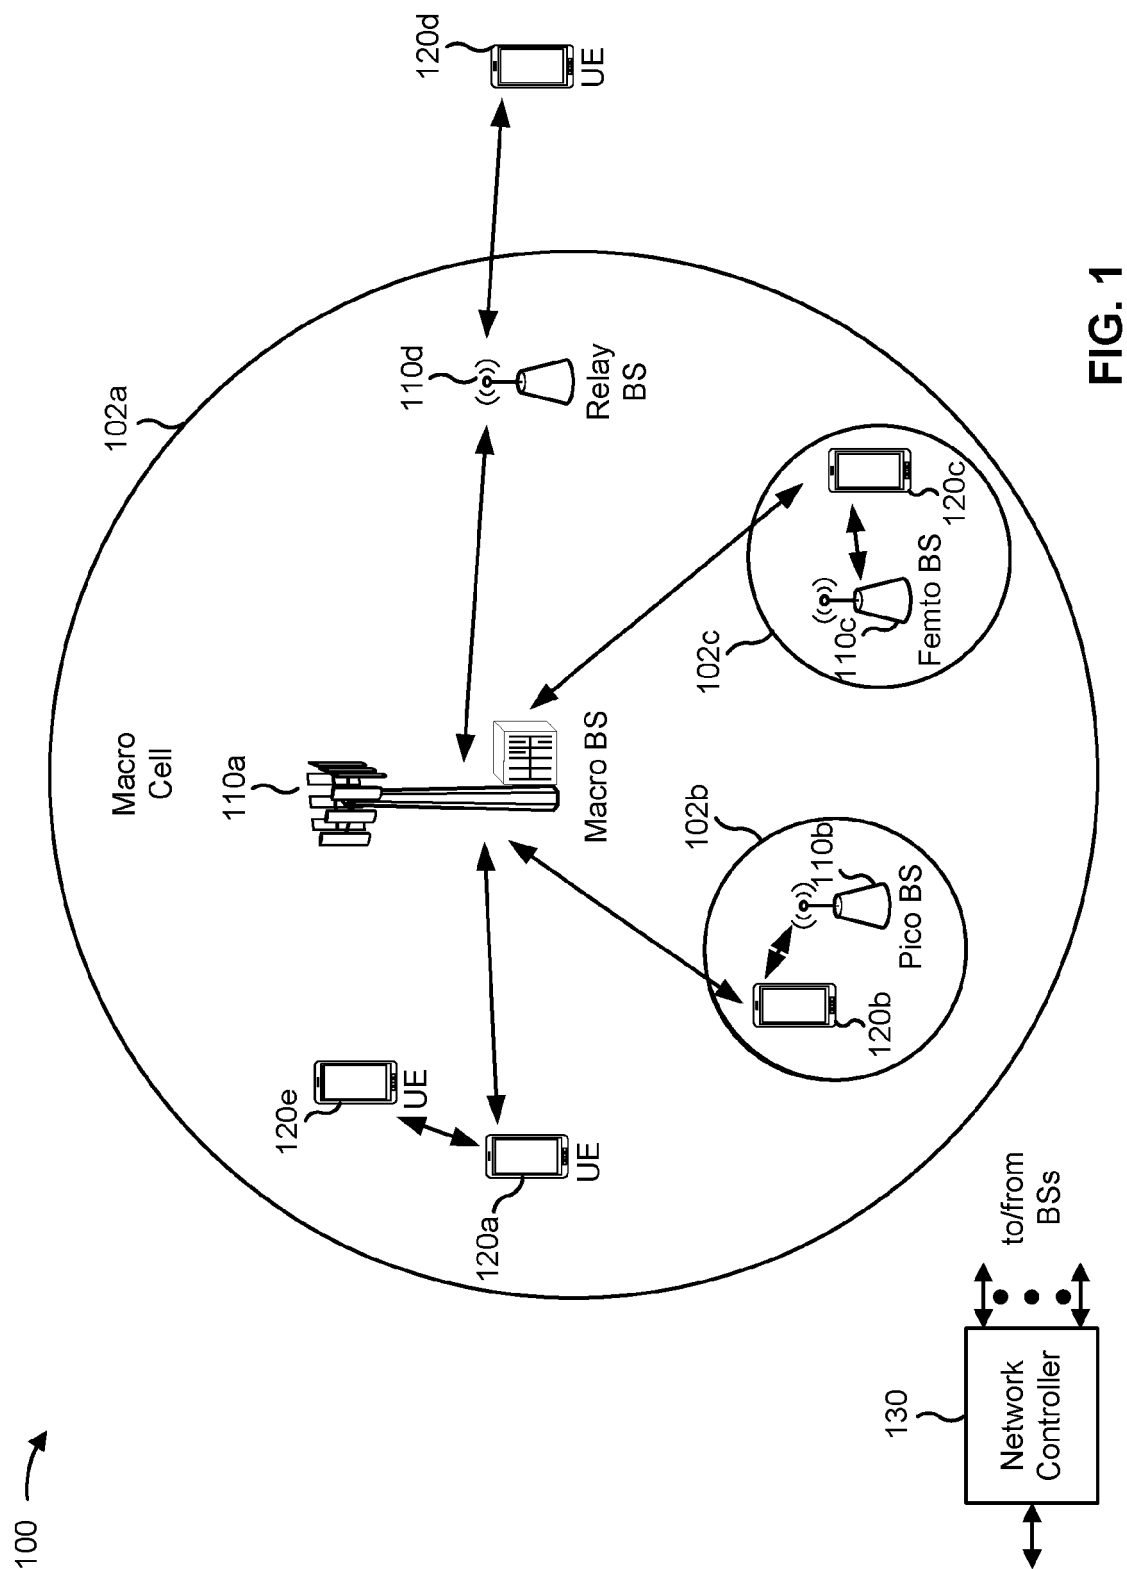 100
102a
Macro
Cell
110a
120d
UE
110d
Relay
BS
120e
UE
120a
UE
Macro BS
102b
110b
Pico BS
120b
102c
110c
Femto BS
120c
130
Network
Controller
to/from
BSs
FIG. 1